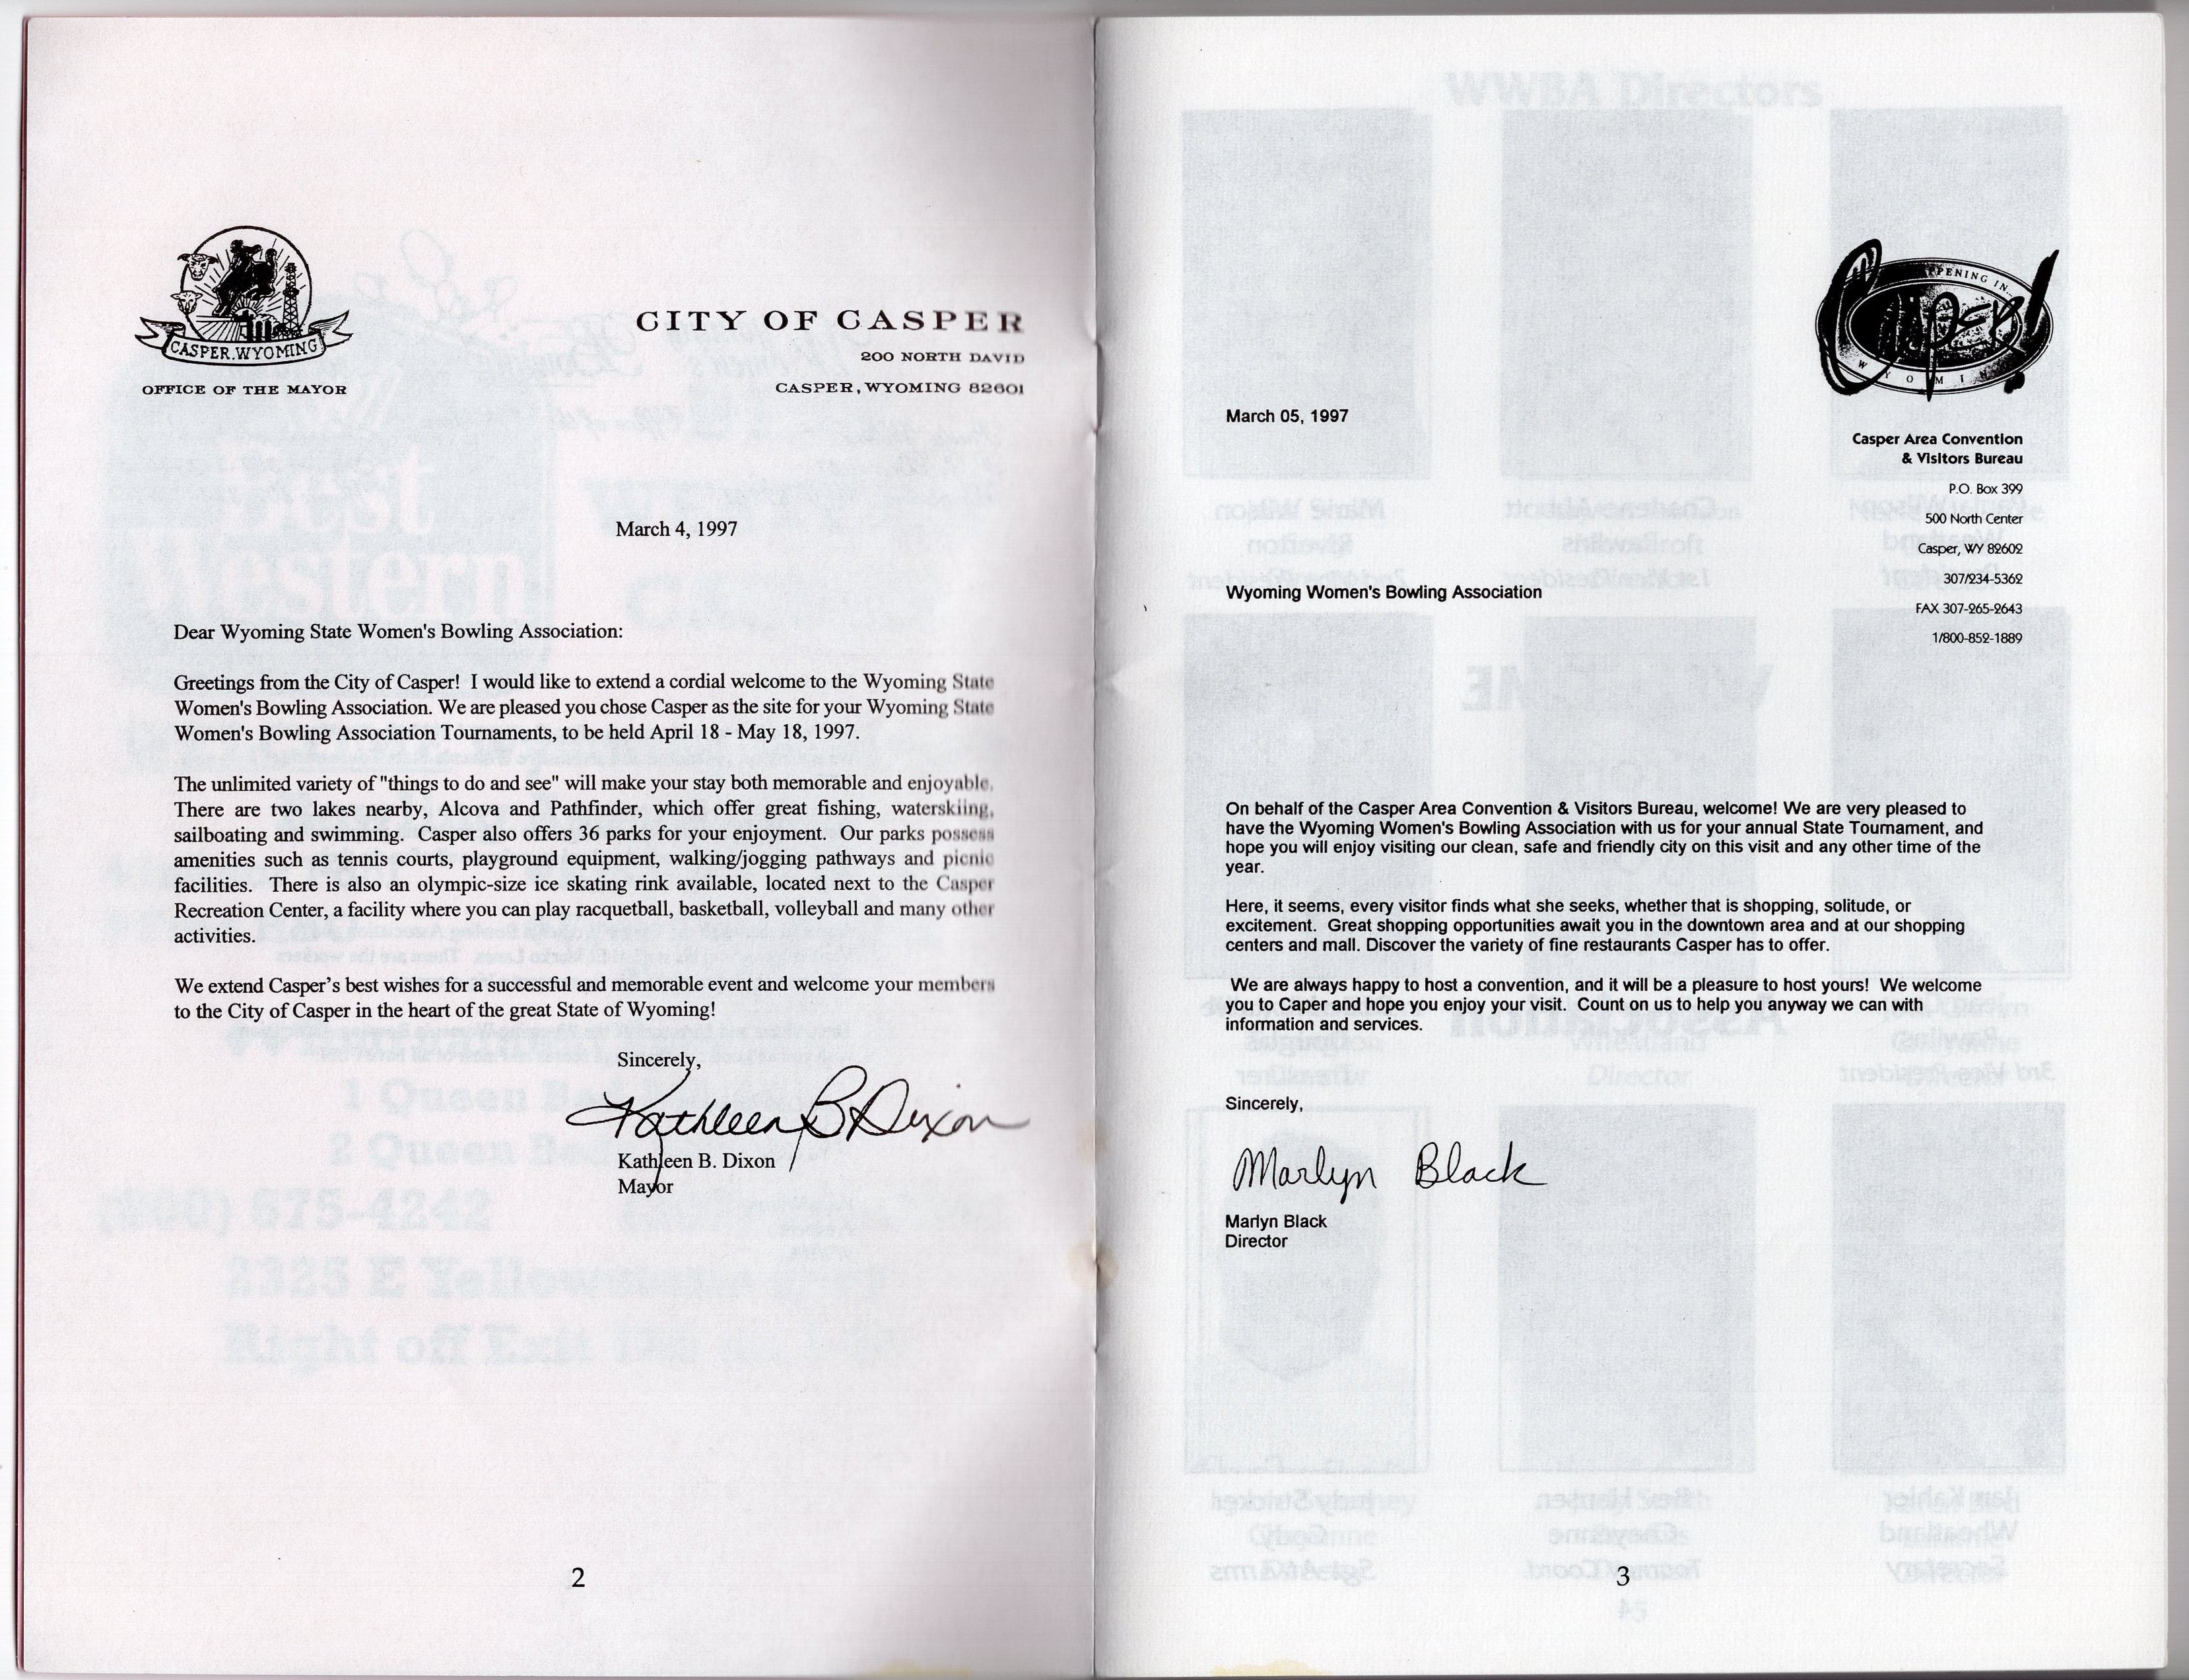 CASPER, WYOMING
OFFICE OF THE MAYOR
CITY OF CASPER
200 NORTH DAVID
CASPER, WYOMING 82601
March 4, 1997
Dear Wyoming State Women's Bowling Association:
Greetings from the City of Casper!  I would like to extend a cordial welcome to the Wyoming State
Women's Bowling Association. We are pleased you chose Casper as the site for your Wyoming State
Women's Bowling Association Tournaments, to be held April 18 - May 18, 1997.
The unlimited variety of "things to do and see" will make your stay both memorable and enjoyable.
There are two lakes nearby, Alcova and Pathfinder, which offer great fishing, waterskiing,
sailboating and swimming.  Casper also offers 36 parks for your enjoyment.  Our parks possess
amenities such as tennis courts, playground equipment, walking/jogging pathways and picnic
facilities.  There is also an olympic-size ice skating rink available, located next to the Casper
Recreation Center, a facility where you can play racquetball, basketball, volleyball and many other
activities.
We extend Casper's best wishes for a successful and memorable event and welcome your members
to the City of Casper in the heart of the great State of Wyoming!
Sincerely,
Kathleen B Dixon
Kathleen B. Dixon
Mayor
2
WWBA Directors
PENING IN
Casper!
March 05, 1997
Casper Area Convention
& Visitors Bureau
P.O. Box 399
500 North Center
Casper, WY 82602
307/234-5362
FAX 307-265-2643
1/800-852-1889
Wyoming Women's Bowling Association
On behalf of the Casper Area Convention & Visitors Bureau, welcome! We are very pleased to
have the Wyoming Women's Bowling Association with us for your annual State Tournament, and
hope you will enjoy visiting our clean, safe and friendly city on this visit and any other time of the
year.
Here, it seems, every visitor finds what she seeks, whether that is shopping, solitude, or
excitement.  Great shopping opportunities await you in the downtown area and at our shopping
centers and mall. Discover the variety of fine restaurants Casper has to offer.
We are always happy to host a convention, and it will be a pleasure to host yours!  We welcome
you to Caper and hope you enjoy your visit.  Count on us to help you anyway we can with
information and services.
Sincerely,
Marlyn Black
Marlyn Black
Director
3